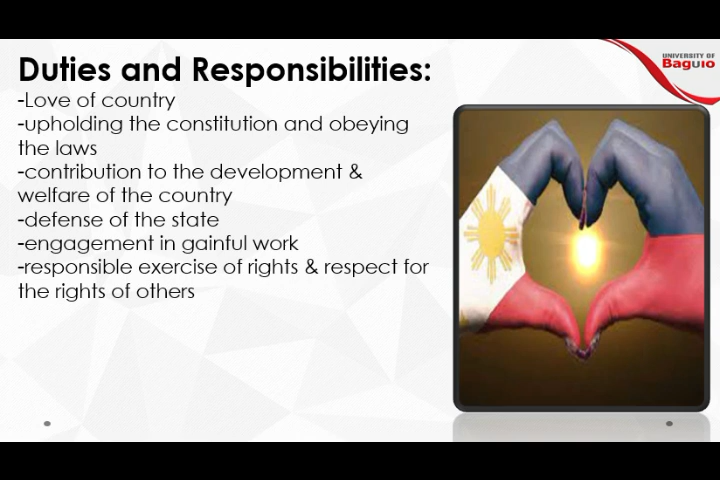 Duties and Responsibilities:
-Love of country
-upholding the constitution and obeying
the laws
-contribution to the development &
welfare of the country
-defense of the state
-engagement in gainful work
-responsible exercise of rights & respect for
the rights of others
UNIVERSITY OF
Baguio